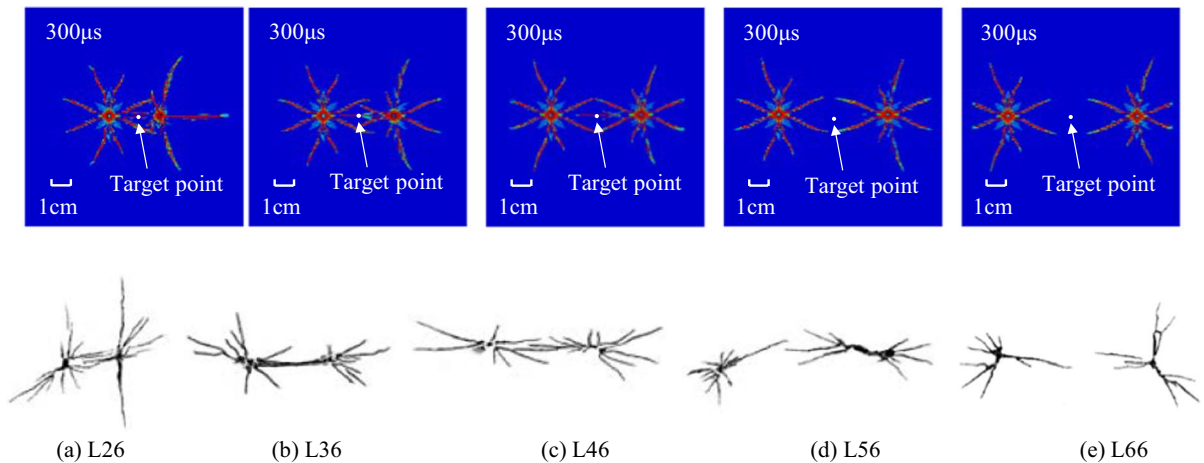 300μs
300μs
300μs
300μs
300μs
Target point
Target point
Target point
Target point
Target point
1cm
1cm
1cm
1cm
1cm
(a) L26
(b) L36
(c) L46
(d) L56
(e) L66